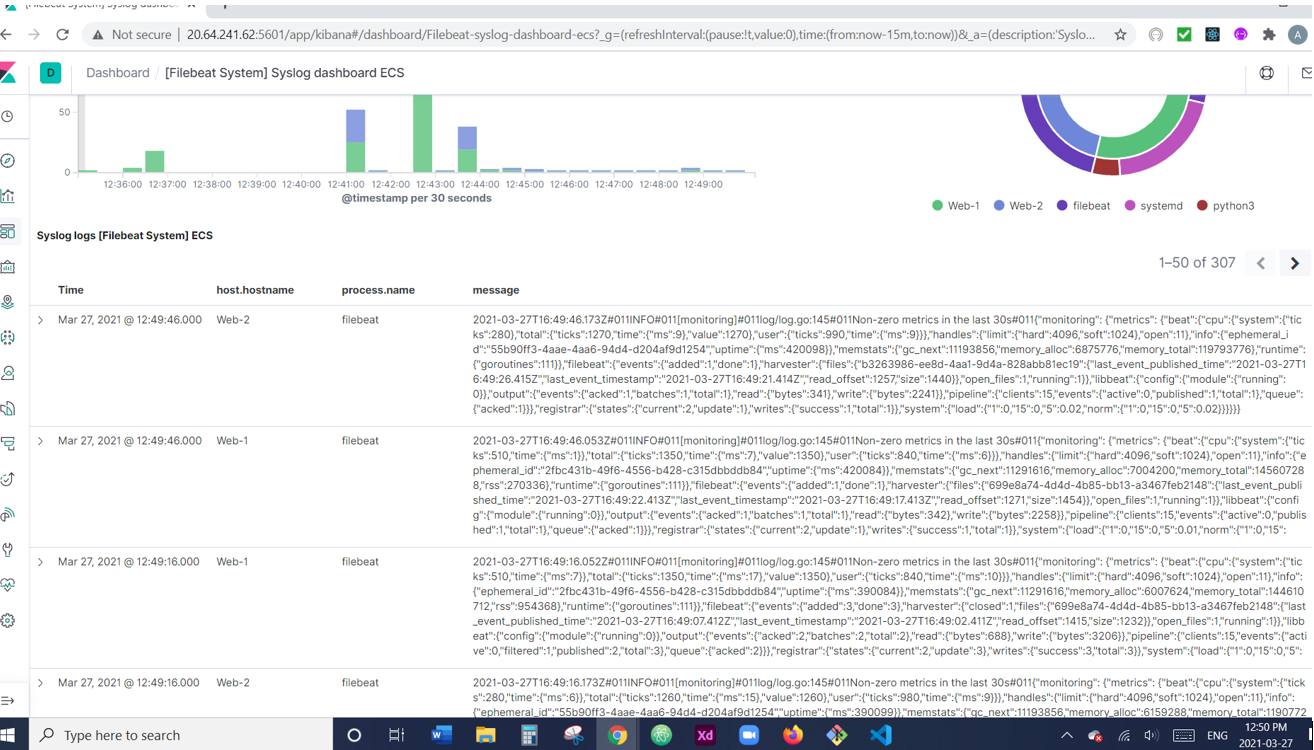 [Filebeat System] Syslog dashboa
Not secure | 20.64.241.62:5601/app/kibana#/dashboard/Filebeat-syslog-dashboard-ecs?_g=(refreshInterval:(pause:!t,value:0),time:(from:now-15m,to:now))&_a=(description:'Syslo...
A
D Dashboard / [Filebeat System] Syslog dashboard ECS
50
0
12:36:00 12:37:00 12:38:00 12:39:00 12:40:00 12:41:00 12:42:00 12:43:00 12:44:00 12:45:00 12:46:00 12:47:00 12:48:00 12:49:00
@timestamp per 30 seconds
Web-1 Web-2 filebeat systemd python3
Syslog logs [Filebeat System] ECS
1–50 of 307
Time host.hostname process.name message
Mar 27, 2021 @ 12:49:46.000 Web-2 filebeat 2021-03-27T16:49:46.173Z#011INFO#011[monitoring]#011log/log.go:145#011Non-zero metrics in the last 30s#011{"monitoring": {"metrics": {"beat":{"cpu":{"system":{"ti
cks":280},"total":{"ticks":1270,"time":{"ms":9},"value":1270},"user":{"ticks":990,"time":{"ms":9}}},"handles":{"limit":{"hard":4096,"soft":1024},"open":11},"info":{"ephemeral_i
d":"55b90ff3-4aae-4aa6-94d4-d204af9d1254","uptime":{"ms":420098}},"memstats":{"gc_next":11193856,"memory_alloc":6875776,"memory_total":119793776},"runtime":
{"goroutines":111}},"filebeat":{"events":{"added":1,"done":1},"harvester":{"files":{"b3263986-ee8d-4aa1-9d4a-828abb81ec19":{"last_event_published_time":"2021-03-27T1
6:49:26.415Z","last_event_timestamp":"2021-03-27T16:49:21.414Z","read_offset":1257,"size":1440}},"open_files":1,"running":1}},"libbeat":{"config":{"module":{"running":
0}},"output":{"events":{"acked":1,"batches":1,"total":1},"read":{"bytes":341},"write":{"bytes":2241}},"pipeline":{"clients":15,"events":{"active":0,"published":1,"total":1},"queue":
{"acked":1}}},"registrar":{"states":{"current":2,"update":1},"writes":{"success":1,"total":1}},"system":{"load":{"1":0,"15":0,"5":0.02,"norm":{"1":0,"15":0,"5":0.02}}}}}}
Mar 27, 2021 @ 12:49:46.000 Web-1 filebeat 2021-03-27T16:49:46.053Z#011INFO#011[monitoring]#011log/log.go:145#011Non-zero metrics in the last 30s#011{"monitoring": {"metrics": {"beat":{"cpu":{"system":{"tic
ks":510,"time":{"ms":1}},"total":{"ticks":1350,"time":{"ms":7},"value":1350},"user":{"ticks":840,"time":{"ms":6}}},"handles":{"limit":{"hard":4096,"soft":1024},"open":11},"info":{"e
phemeral_id":"2fbc431b-49f6-4556-b428-c315dbbddb84","uptime":{"ms":420084}},"memstats":{"gc_next":11291616,"memory_alloc":7004200,"memory_total":14560728
8,"rss":270336},"runtime":{"goroutines":111}},"filebeat":{"events":{"added":1,"done":1},"harvester":{"files":{"699e8a74-4d4d-4b85-bb13-a3467feb2148":{"last_event_publi
shed_time":"2021-03-27T16:49:22.413Z","last_event_timestamp":"2021-03-27T16:49:17.413Z","read_offset":1271,"size":1454}},"open_files":1,"running":1}},"libbeat":{"confi
g":{"module":{"running":0}},"output":{"events":{"acked":1,"batches":1,"total":1},"read":{"bytes":342},"write":{"bytes":2258}},"pipeline":{"clients":15,"events":{"active":0,"publis
hed":1,"total":1},"queue":{"acked":1}}},"registrar":{"states":{"current":2,"update":1},"writes":{"success":1,"total":1}},"system":{"load":{"1":0,"15":0,"5":0.01,"norm":{"1":0,"15":
Mar 27, 2021 @ 12:49:16.000 Web-1 filebeat 2021-03-27T16:49:16.052Z#011INFO#011[monitoring]#011log/log.go:145#011Non-zero metrics in the last 30s#011{"monitoring": {"metrics": {"beat":{"cpu":{"system":{"tic
ks":510,"time":{"ms":7}},"total":{"ticks":1350,"time":{"ms":17},"value":1350},"user":{"ticks":840,"time":{"ms":10}}},"handles":{"limit":{"hard":4096,"soft":1024},"open":11},"info":
{"ephemeral_id":"2fbc431b-49f6-4556-b428-c315dbbddb84","uptime":{"ms":390084}},"memstats":{"gc_next":11291616,"memory_alloc":6007624,"memory_total":144610
712,"rss":954368},"runtime":{"goroutines":111}},"filebeat":{"events":{"added":3,"done":3},"harvester":{"closed":1,"files":{"699e8a74-4d4d-4b85-bb13-a3467feb2148":{"last
_event_published_time":"2021-03-27T16:49:07.412Z","last_event_timestamp":"2021-03-27T16:49:02.411Z","read_offset":1415,"size":1232}},"open_files":1,"running":1}},"libb
eat":{"config":{"module":{"running":0}},"output":{"events":{"acked":2,"batches":2,"total":2},"read":{"bytes":688},"write":{"bytes":3206}},"pipeline":{"clients":15,"events":{"acti
ve":0,"filtered":1,"published":2,"total":3},"queue":{"acked":2}}},"registrar":{"states":{"current":2,"update":3},"writes":{"success":3,"total":3}},"system":{"load":{"1":0,"15":0,"5":
Mar 27, 2021 @ 12:49:16.000 Web-2 filebeat 2021-03-27T16:49:16.173Z#011INFO#011[monitoring]#011log/log.go:145#011Non-zero metrics in the last 30s#011{"monitoring": {"metrics": {"beat":{"cpu":{"system":{"tick
s":280,"time":{"ms":6}},"total":{"ticks":1260,"time":{"ms":15},"value":1260},"user":{"ticks":980,"time":{"ms":9}}},"handles":{"limit":{"hard":4096,"soft":1024},"open":11},"info":
{"ephemeral_id":"55b90ff3-4aae-4aa6-94d4-d204af9d1254","uptime":{"ms":390099}},"memstats":{"gc_next":11193856,"memory_alloc":6159288,"memory_total":1190772
Type here to search
W
Xd
ENG
12:50 PM
2021-03-27